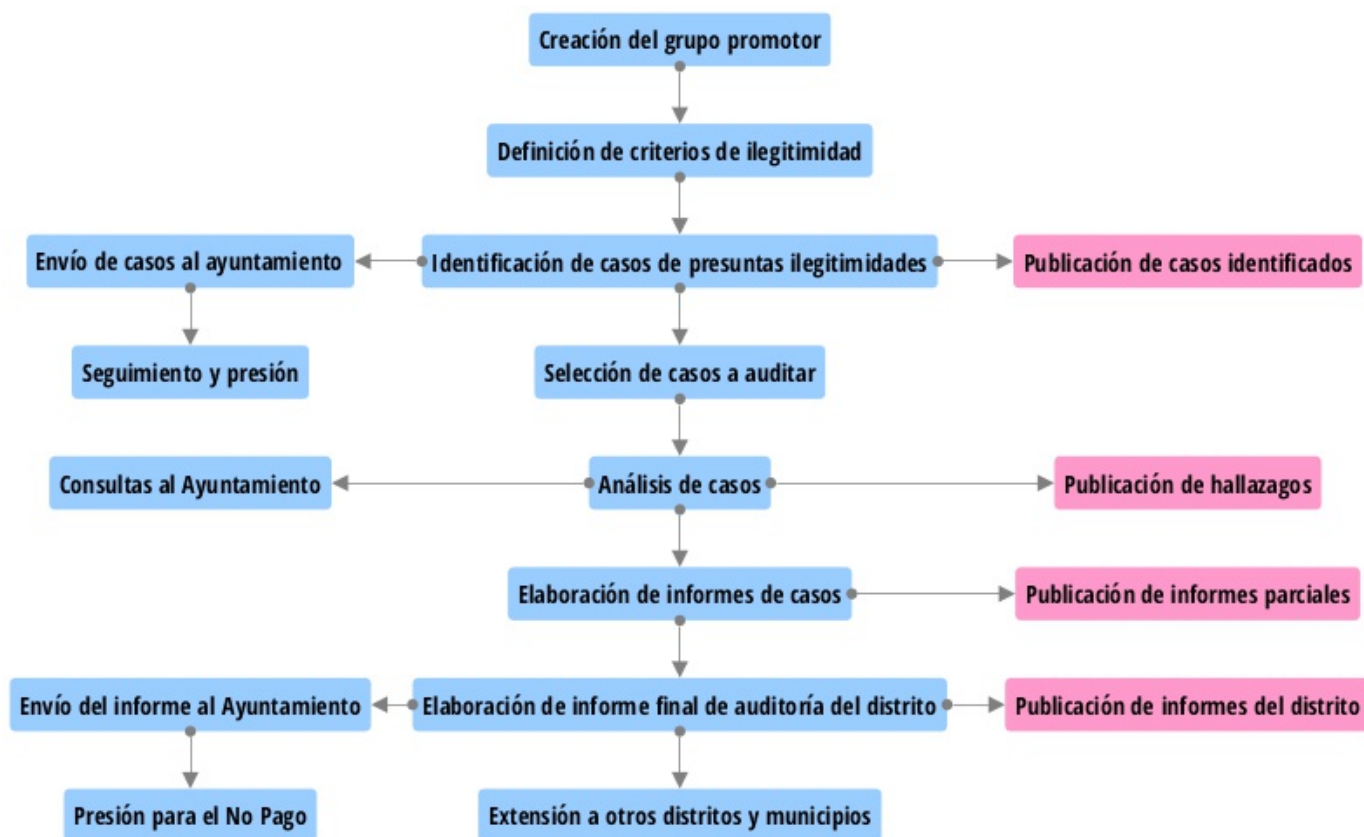 Creación del grupo promotor
Definición de criterios de ilegitimidad
Envío de casos al ayuntamiento
Identificación de casos de presuntas ilegitimidades
Publicación de casos identificados
Seguimiento y presión
Selección de casos a auditar
Consultas al Ayuntamiento
Análisis de casos
Publicación de hallazagos
Elaboración de informes de casos
Publicación de informes parciales
Envío del informe al Ayuntamiento
Elaboración de informe final de auditoría del distrito
Publicación de informes del distrito
Presión para el No Pago
Extensión a otros distritos y municipios